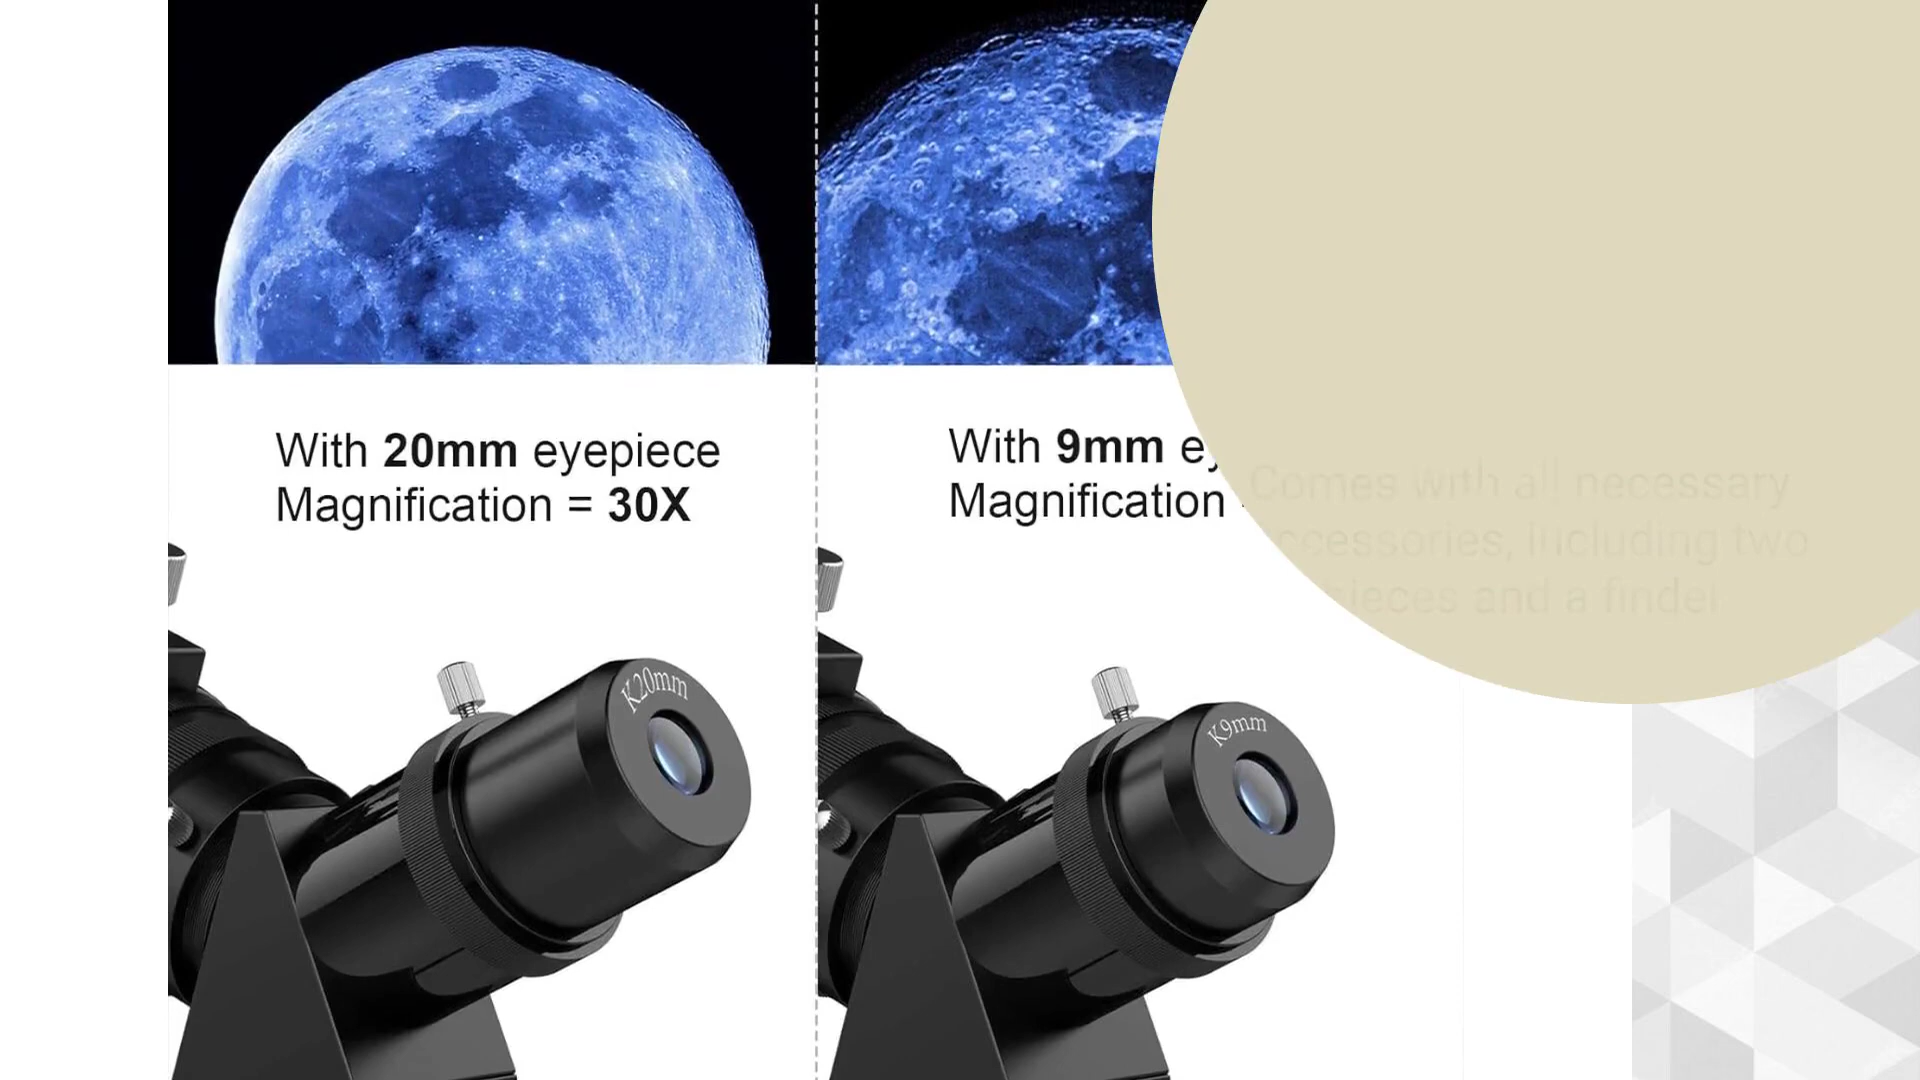 With 20mm eyepiece
Magnification = 30X
With 9mm
Magnification
Comes with all necessary
accessories, including two
and a finder
K20mm
K9mm